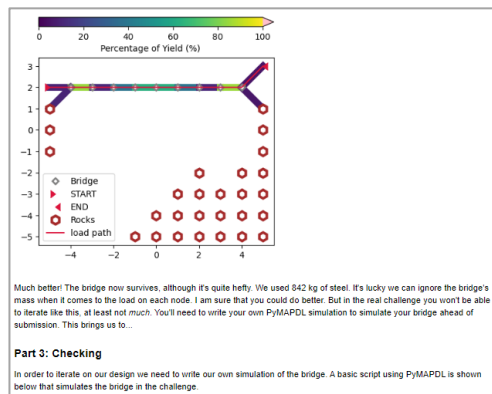 0 20 40 60 80 100
Percentage of Yield (%)
3
2
1
0
−1
−2
−3
−4
−5
Bridge
START
END
Rocks
load path
−4 −2 0 2 4
Much better! The bridge now survives, although it's quite hefty. We used 842 kg of steel. It's lucky we can ignore the bridge's
mass when it comes to the load on each node. I am sure that you could do better. But in the real challenge you won't be able
to iterate like this, at least not much. You'll need to write your own PyMAPDL simulation to simulate your bridge ahead of
submission. This brings us to...
Part 3: Checking
In order to iterate on our design we need to write our own simulation of the bridge. A basic script using PyMAPDL is shown
below that simulates the bridge in the challenge.